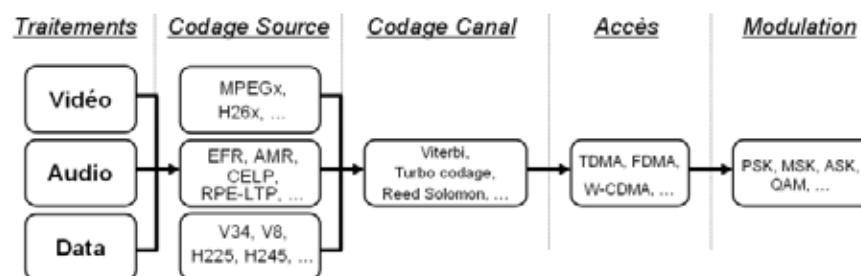 Traitements
Codage Source
Codage Canal
Accès
Modulation
Vidéo
Audio
Data
MPEGx,
H26x, ...
EFR, AMR,
CELP,
RPE-LTP, ...
V34, V8,
H225, H245, ...
Viterbi,
Turbo codage,
Reed Solomon, ...
TDMA, FDMA,
W-CDMA, ...
PSK, MSK, ASK,
QAM, ...